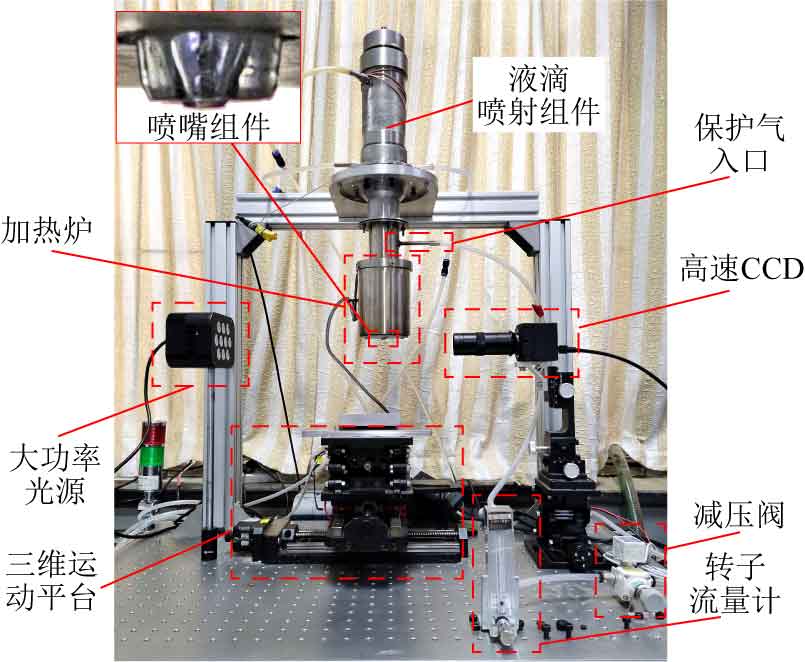 喷嘴组件
液滴
喷射组件
保护气
入口
加热炉
高速CCD
大功率
光源
减压阀
三维运
动平台
转子
流量计